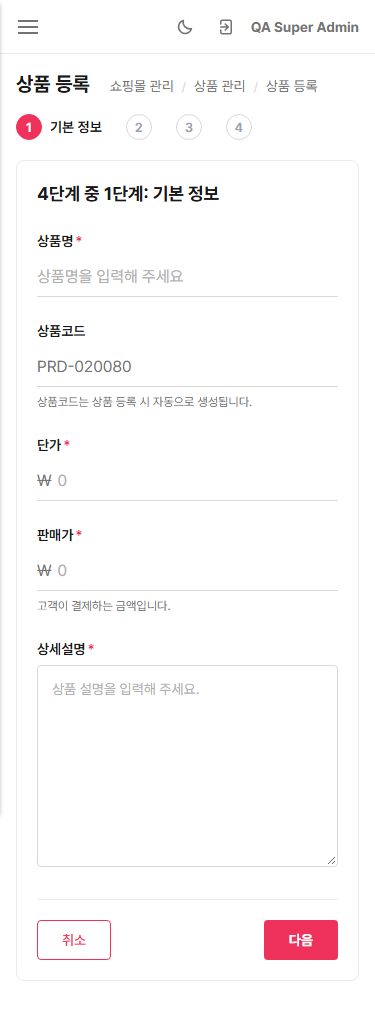 QA Super Admin
상품 등록 쇼핑몰 관리 / 상품 관리 / 상품 등록
1 기본 정보 2 3 4
4단계 중 1단계: 기본 정보
상품명 *
상품명을 입력해 주세요
상품코드
PRD-020080
상품코드는 상품 등록 시 자동으로 생성됩니다.
단가 *
₩ 0
판매가 *
₩ 0
고객이 결제하는 금액입니다.
상세설명 *
상품 설명을 입력해 주세요.
취소 다음